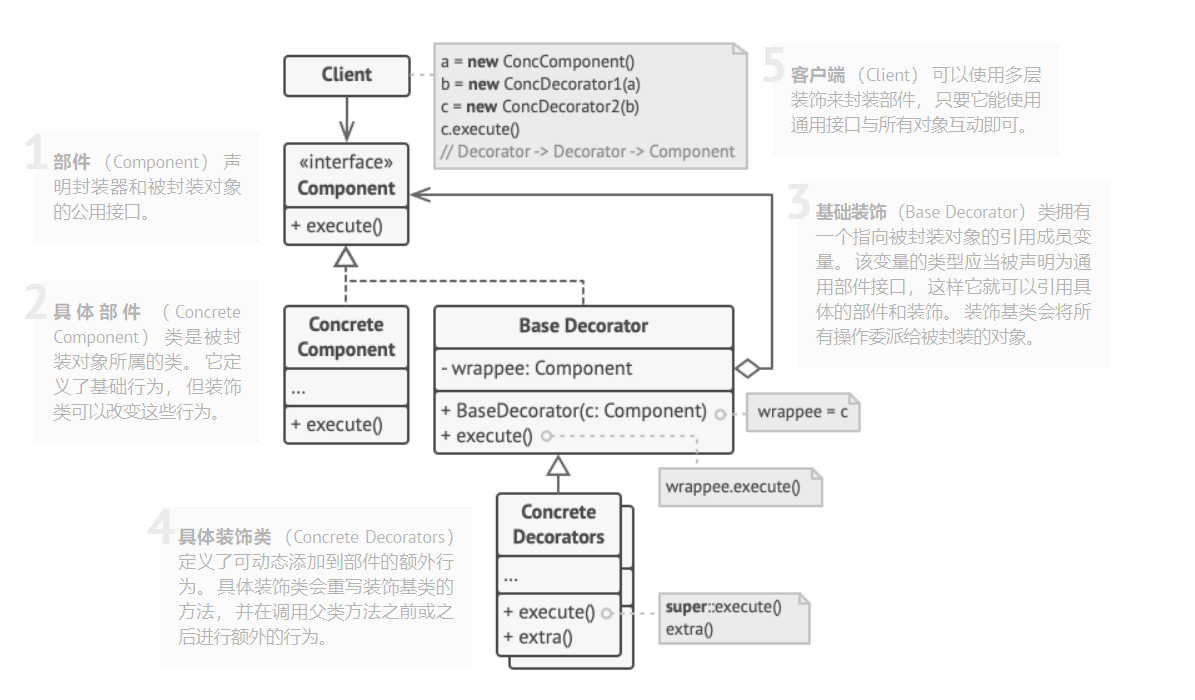 Client
a = new ConcComponent()
b = new ConcDecorator1(a)
c = new ConcDecorator2(b)
c.execute()
// Decorator -> Decorator -> Component
5
客户端 （Client） 可以使用多层
装饰来封装部件， 只要它能使用
通用接口与所有对象互动即可。
1
部件 （Component） 声
明封装器和被封装对象
的公用接口。
«interface»
Component
+ execute()
3
基础装饰 （Base Decorator） 类拥有
一个指向被封装对象的引用成员变
量。 该变量的类型应当被声明为通
用部件接口， 这样它就可以引用具
体的部件和装饰。 装饰基类会将所
有操作委派给被封装的对象。
2
具体部件 （Concrete
Component） 类是被封
装对象所属的类。 它定
义了基础行为， 但装饰
类可以改变这些行为。
Concrete
Component
...
+ execute()
Base Decorator
- wrappee: Component
+ BaseDecorator(c: Component)
+ execute()
wrappee = c
wrappee.execute()
4
具体装饰类 （Concrete Decorators）
定义了可动态添加到部件的额外行
为。 具体装饰类会重写装饰基类的
方法， 并在调用父类方法之前或之
后进行额外的行为。
Concrete
Decorators
...
+ execute()
+ extra()
super::execute()
extra()